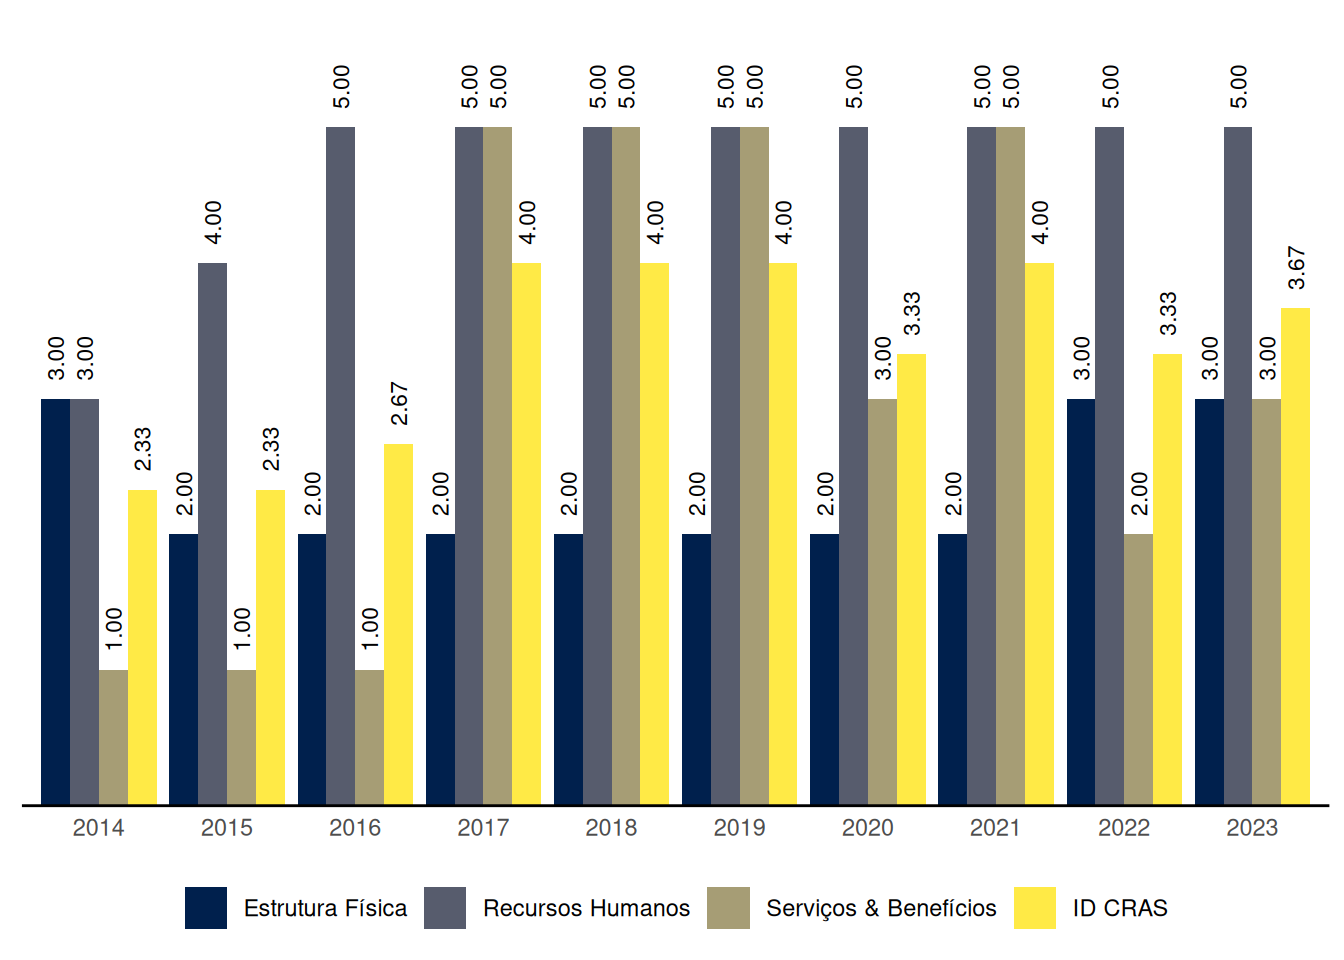 5.00 5.00 5.00 5.00 5.00 5.00 5.00 5.00 5.00 5.00 5.00 5.00
4.00 4.00 4.00 4.00 4.00
3.67
3.33 3.33
3.00 3.00 3.00 3.00 3.00 3.00
2.67
2.33 2.33
2.00 2.00 2.00 2.00 2.00 2.00 2.00 2.00
1.00 1.00 1.00
2014 2015 2016 2017 2018 2019 2020 2021 2022 2023
Estrutura Física Recursos Humanos Serviços & Benefícios ID CRAS